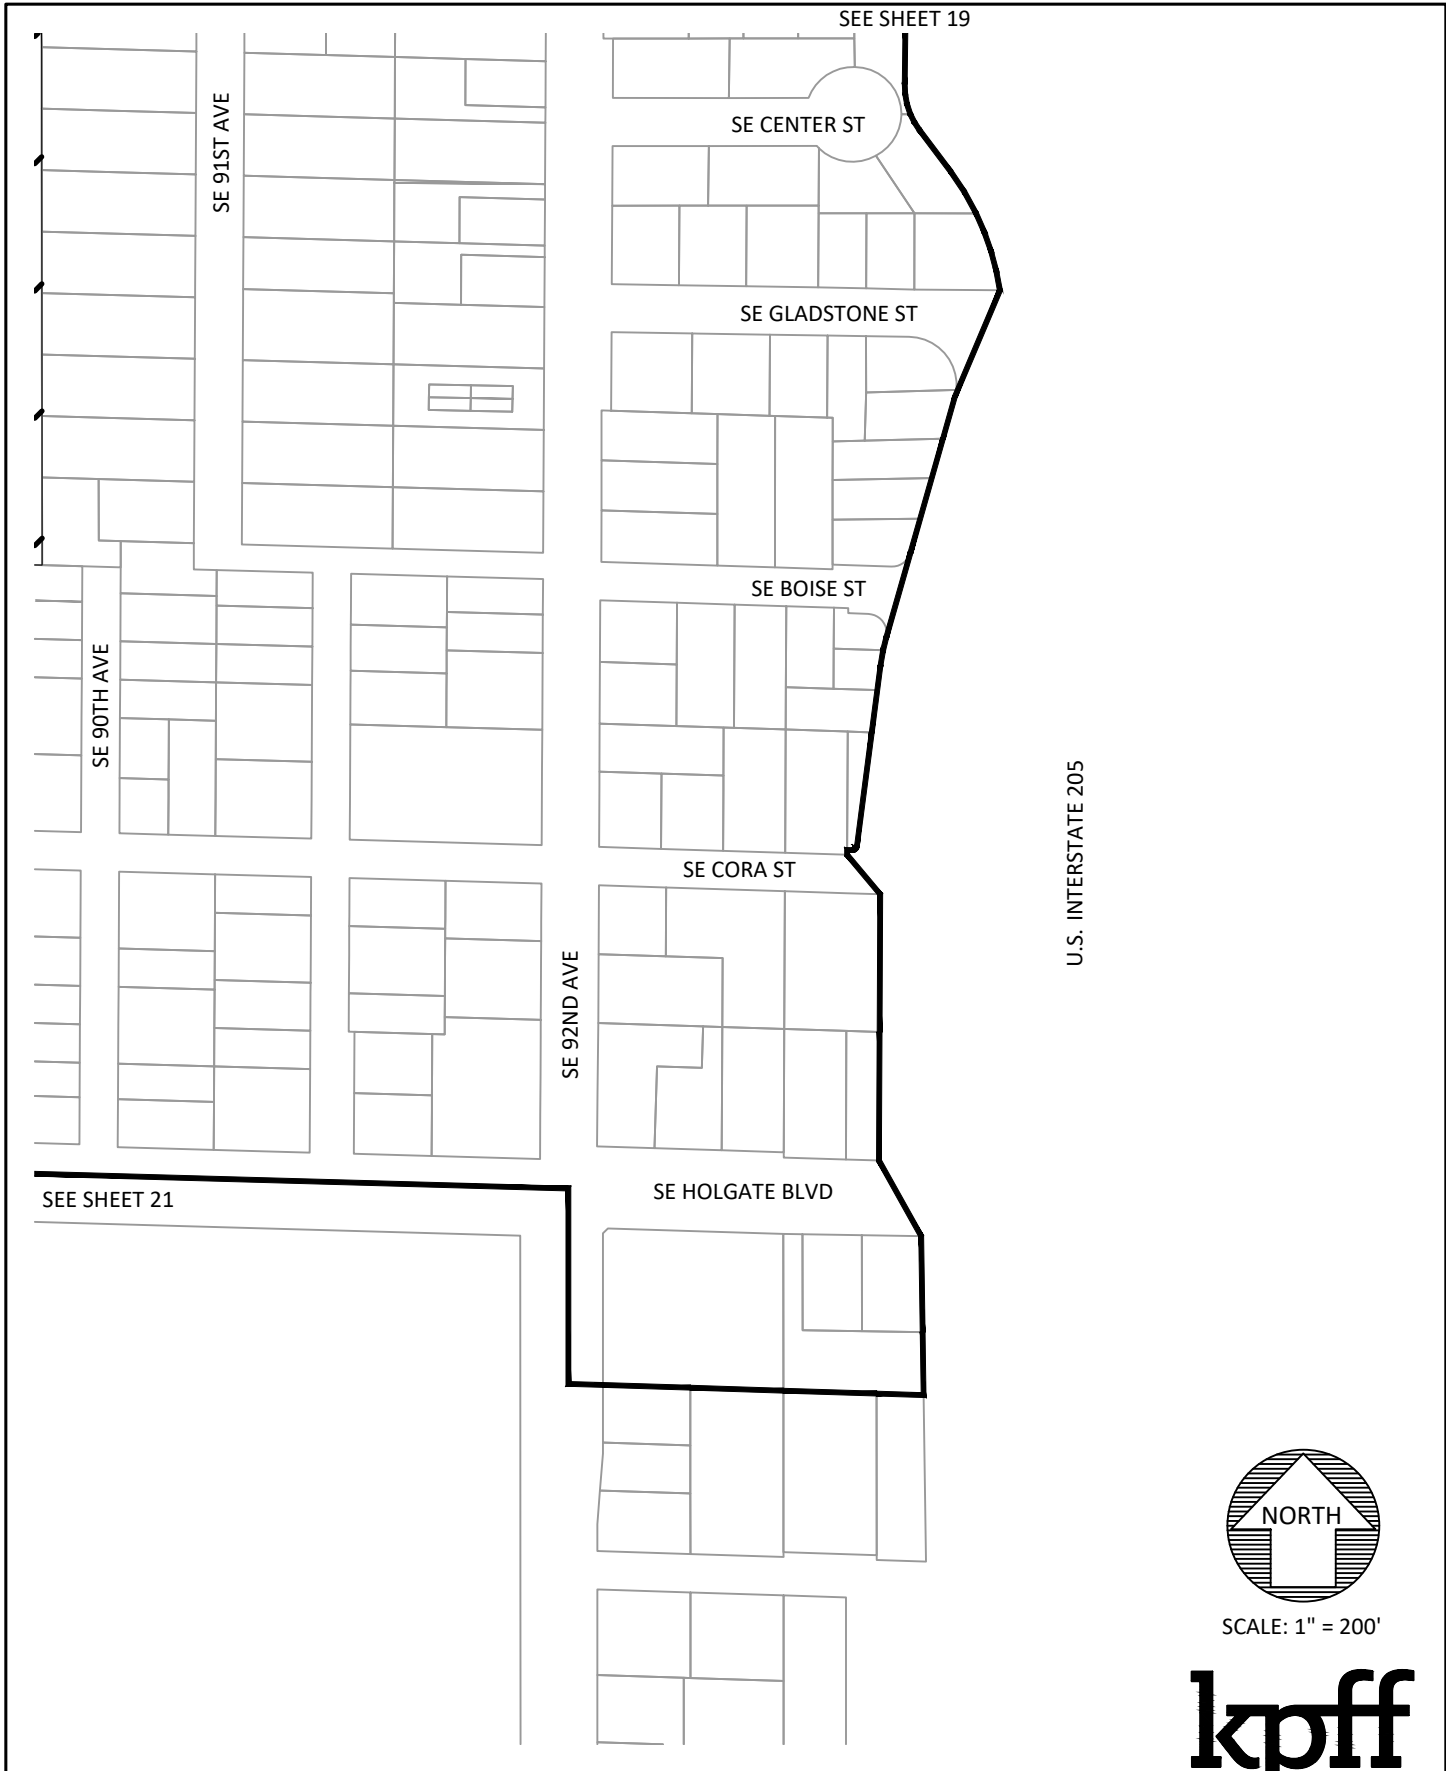 SEE SHEET 19
SE 91ST AVE
SE CENTER ST
SE GLADSTONE ST
SE BOISE ST
SE 90TH AVE
U.S. INTERSTATE 205
SE CORA ST
SE 92ND AVE
SEE SHEET 21
SE HOLGATE BLVD
NORTH
SCALE: 1" = 200'
kpff